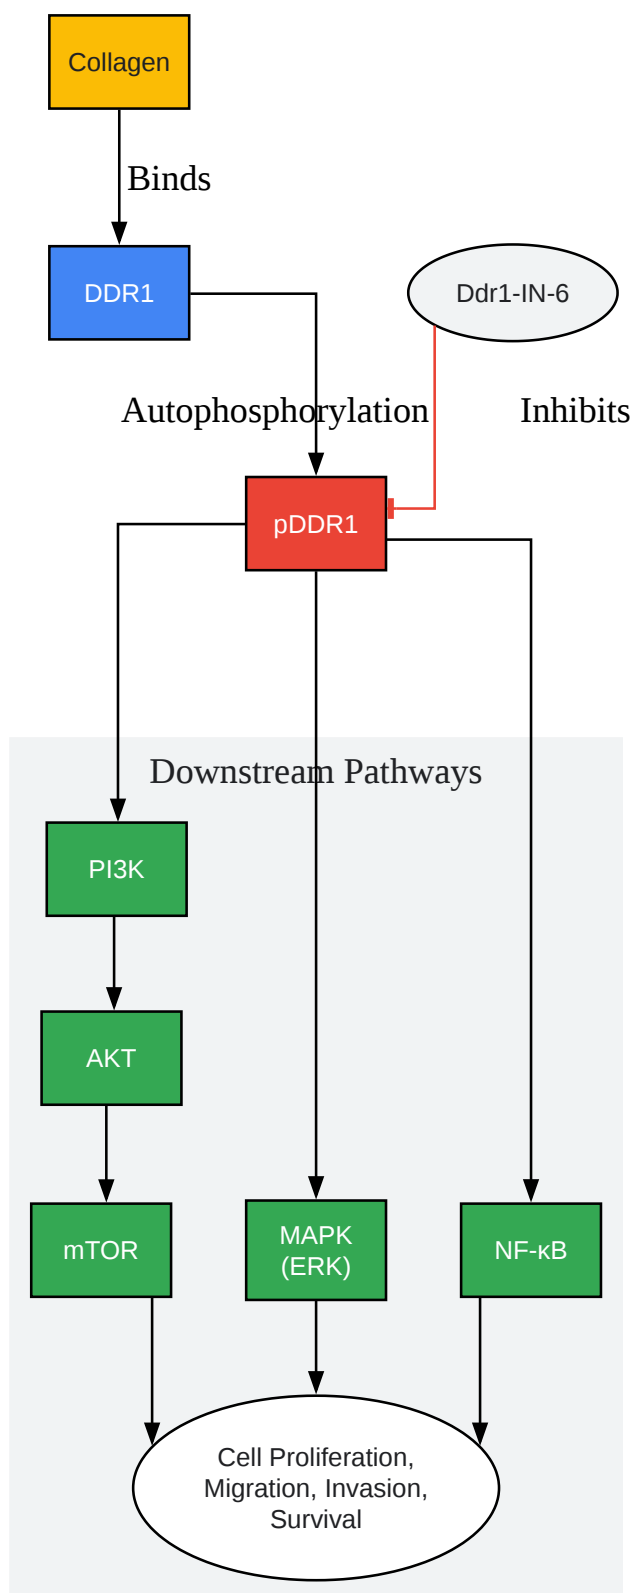 Collagen
Binds
DDR1
Ddr1-IN-6
Autophosphorylation
Inhibits
pDDR1
Downstream Pathways
PI3K
AKT
mTOR
MAPK
(ERK)
NF-κB
Cell Proliferation,
Migration, Invasion,
Survival